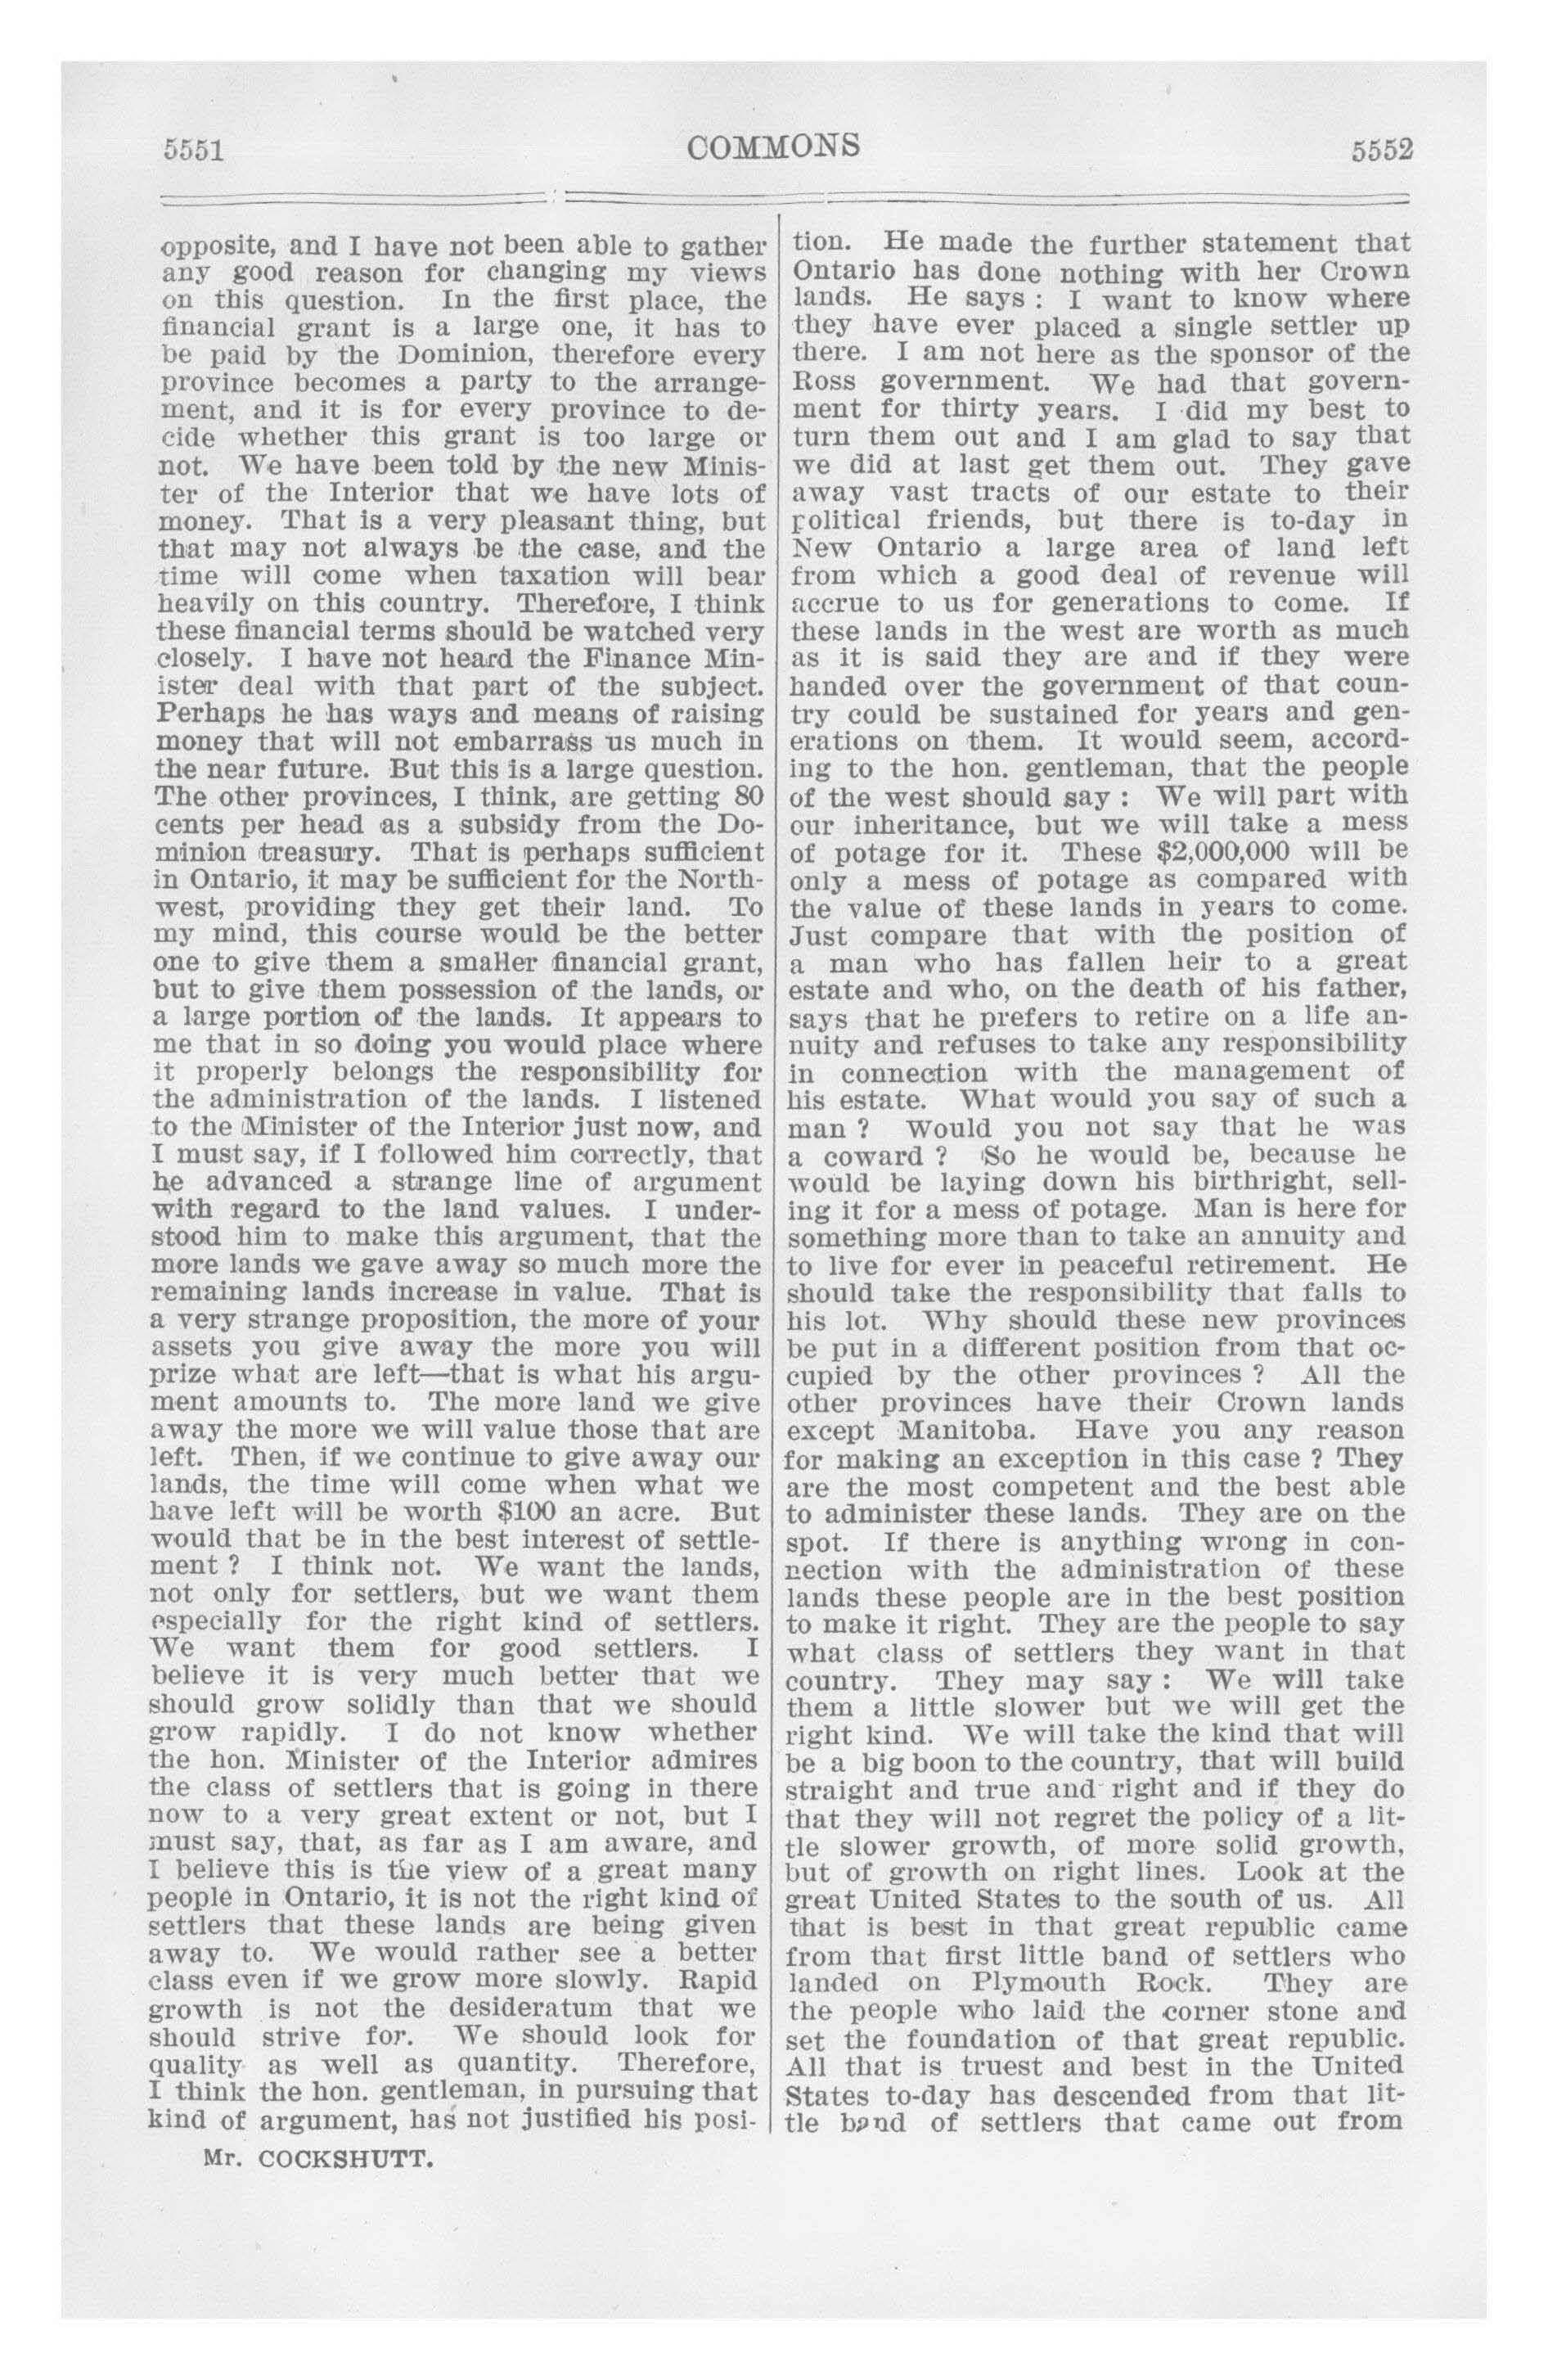 5551
COMMONS
5552
opposite, and I have not been able to gather
any good reason for changing my views
on this question. In the first place, the
financial grant is a large one, it has to
be paid by the Dominion, therefore every
province becomes a party to the arrange-
ment, and it is for every province to de-
cide whether this grant is too large or
not. We have been told by the new Minis-
ter of the Interior that we have lots of
money. That is a very pleasant thing, but
that may not always be the case, and the
time will come when taxation will bear
heavily on this country. Therefore, I think
these financial terms should be watched very
closely. I have not heard the Finance Min-
ister deal with that part of the subject.
Perhaps he has ways and means of raising
money that will not embarrass us much in
the near future. But this is a large question.
The other provinces, I think, are getting 80
cents per head as a subsidy from the Do-
minion treasury. That is perhaps sufficient
in Ontario, it may be sufficient for the North-
west, providing they get their land. To
my mind, this course would be the better
one to give them a smaller financial grant,
but to give them possession of the lands, or
a large portion of the lands. It appears to
me that in so doing you would place where
it properly belongs the responsibility for
the administration of the lands. I listened
to the Minister of the Interior just now, and
I must say, if I followed him correctly, that
he advanced a strange line of argument
with regard to the land values. I under-
stood him to make this argument, that the
more lands we gave away so much more the
remaining lands increase in value. That is
a very strange proposition, the more of your
assets you give away the more you will
prize what are left—that is what his argu-
ment amounts to. The more land we give
away the more we will value those that are
left. Then, if we continue to give away our
lands, the time will come when what we
have left will be worth $100 an acre. But
would that be in the best interest of settle-
ment ? I think not. We want the lands,
not only for settlers, but we want them
especially for the right kind of settlers.
We want them for good settlers. I
believe it is very much better that we
should grow solidly than that we should
grow rapidly. I do not know whether
the hon. Minister of the Interior admires
the class of settlers that is going in there
now to a very great extent or not, but I
must say, that, as far as I am aware, and
I believe this is the view of a great many
people in Ontario, it is not the right kind of
settlers that these lands are being given
away to. We would rather see a better
class even if we grow more slowly. Rapid
growth is not the desideratum that we
should strive for. We should look for
quality as well as quantity. Therefore,
I think the hon. gentleman, in pursuing that
kind of argument, has not justified his posi-
Mr. COCKSHUTT.
tion. He made the further statement that
Ontario has done nothing with her Crown
lands. He says : I want to know where
they have ever placed a single settler up
there. I am not here as the sponsor of the
Ross government. We had that govern-
ment for thirty years. I did my best to
turn them out and I am glad to say that
we did at last get them out. They gave
away vast tracts of our estate to their
political friends, but there is to-day in
New Ontario a large area of land left
from which a good deal of revenue will
accrue to us for generations to come. If
these lands in the west are worth as much
as it is said they are and if they were
handed over the government of that coun-
try could be sustained for years and gen-
erations on them. It would seem, accord-
ing to the hon. gentleman, that the people
of the west should say : We will part with
our inheritance, but we will take a mess
of potage for it. These $2,000,000 will be
only a mess of potage as compared with
the value of these lands in years to come.
Just compare that with the position of
a man who has fallen heir to a great
estate and who, on the death of his father,
says that he prefers to retire on a life an-
nuity and refuses to take any responsibility
in connection with the management of
his estate. What would you say of such a
man ? Would you not say that he was
a coward ? So he would be, because he
would be laying down his birthright, sell-
ing it for a mess of potage. Man is here for
something more than to take an annuity and
to live for ever in peaceful retirement. He
should take the responsibility that falls to
his lot. Why should these new provinces
be put in a different position from that oc-
cupied by the other provinces ? All the
other provinces have their Crown lands
except Manitoba. Have you any reason
for making an exception in this case ? They
are the most competent and the best able
to administer these lands. They are on the
spot. If there is anything wrong in con-
nection with the administration of these
lands these people are in the best position
to make it right. They are the people to say
what class of settlers they want in that
country. They may say : We will take
them a little slower but we will get the
right kind. We will take the kind that will
be a big boon to the country, that will build
straight and true and right and if they do
that they will not regret the policy of a lit-
tle slower growth, of more solid growth,
but of growth on right lines. Look at the
great United States to the south of us. All
that is best in that great republic came
from that first little band of settlers who
landed on Plymouth Rock. They are
the people who laid the corner stone and
set the foundation of that great republic.
All that is truest and best in the United
States to-day has descended from that lit-
tle band of settlers that came out from